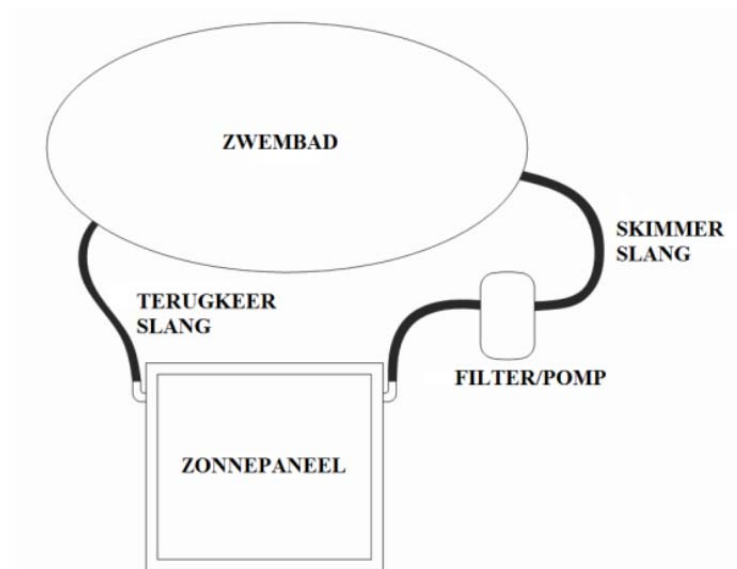 ZWEMBAD
SKIMMER
SLANG
TERUGKEER
SLANG
FILTER/POMP
ZONNEPANEEL